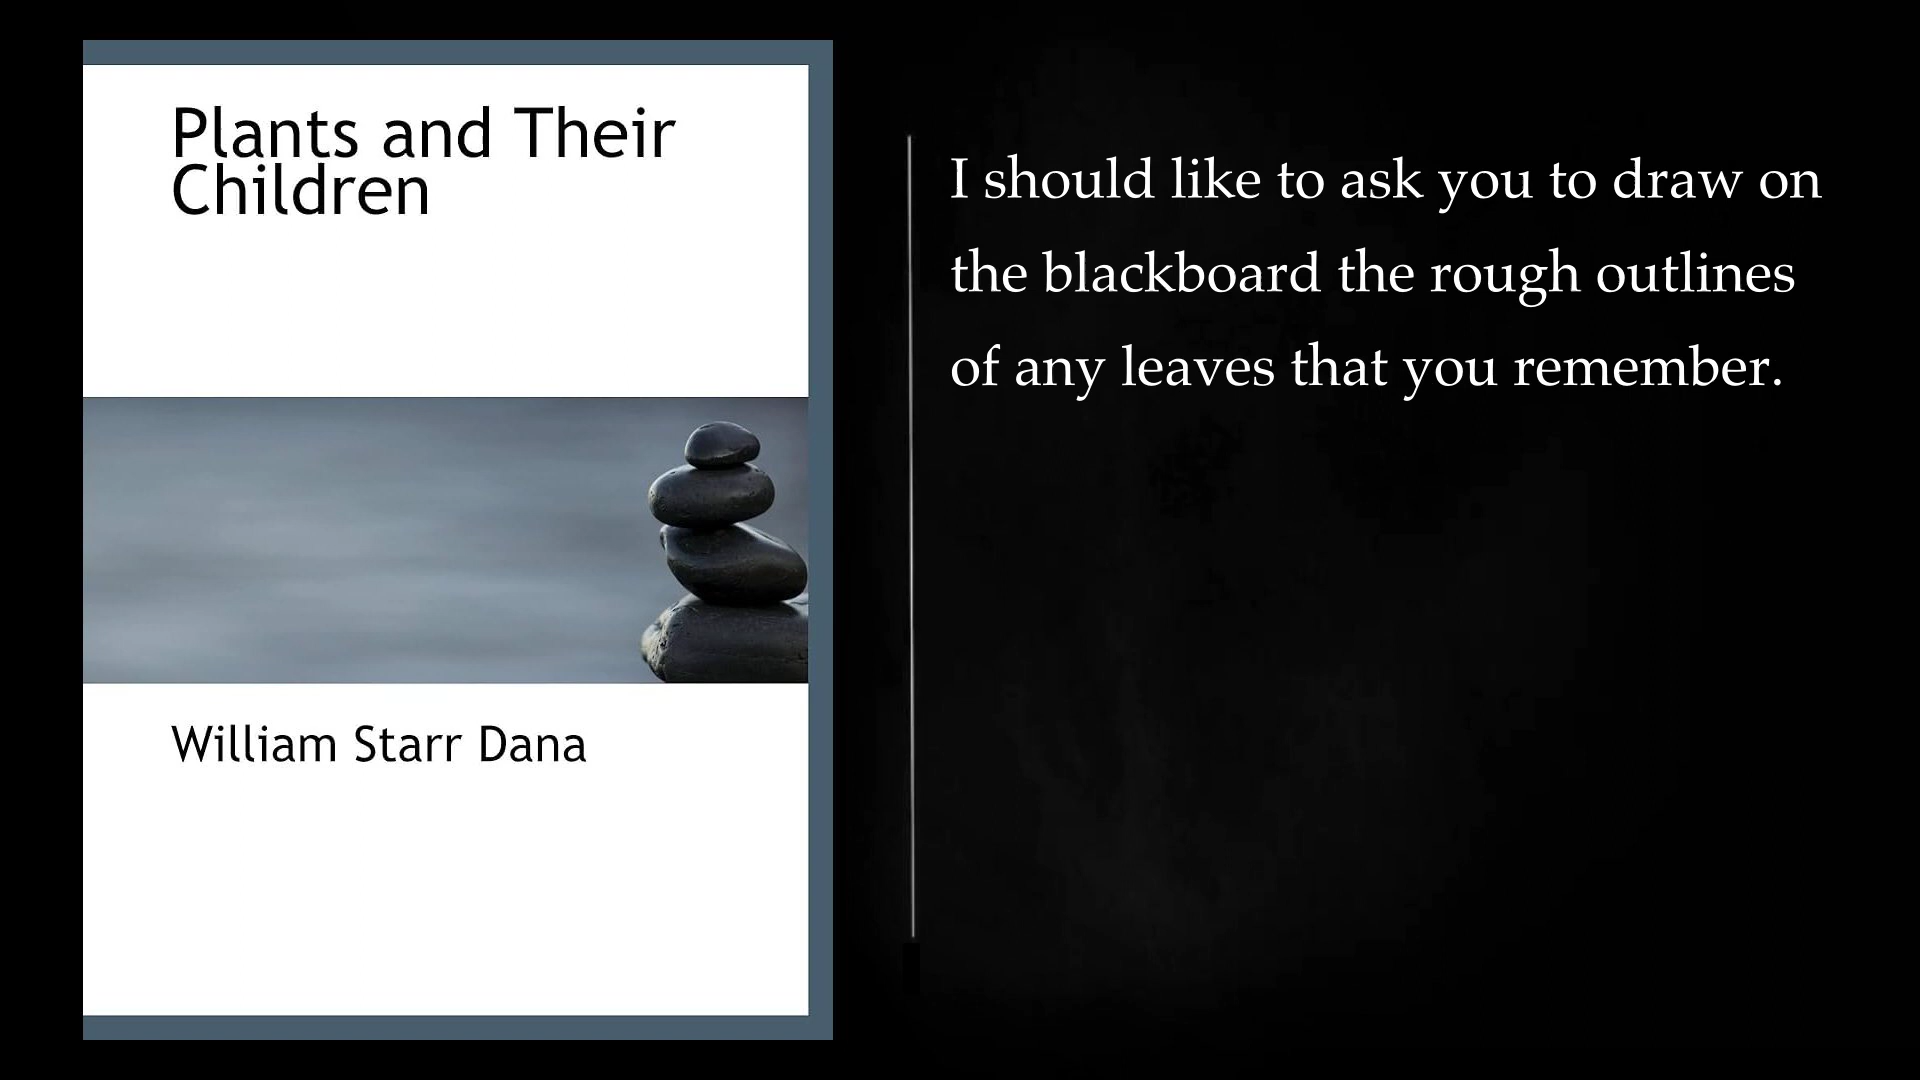 Plants and Their
Children
William Starr Dana
I should like to ask you to draw on
the blackboard the rough outlines
of any leaves that you remember.